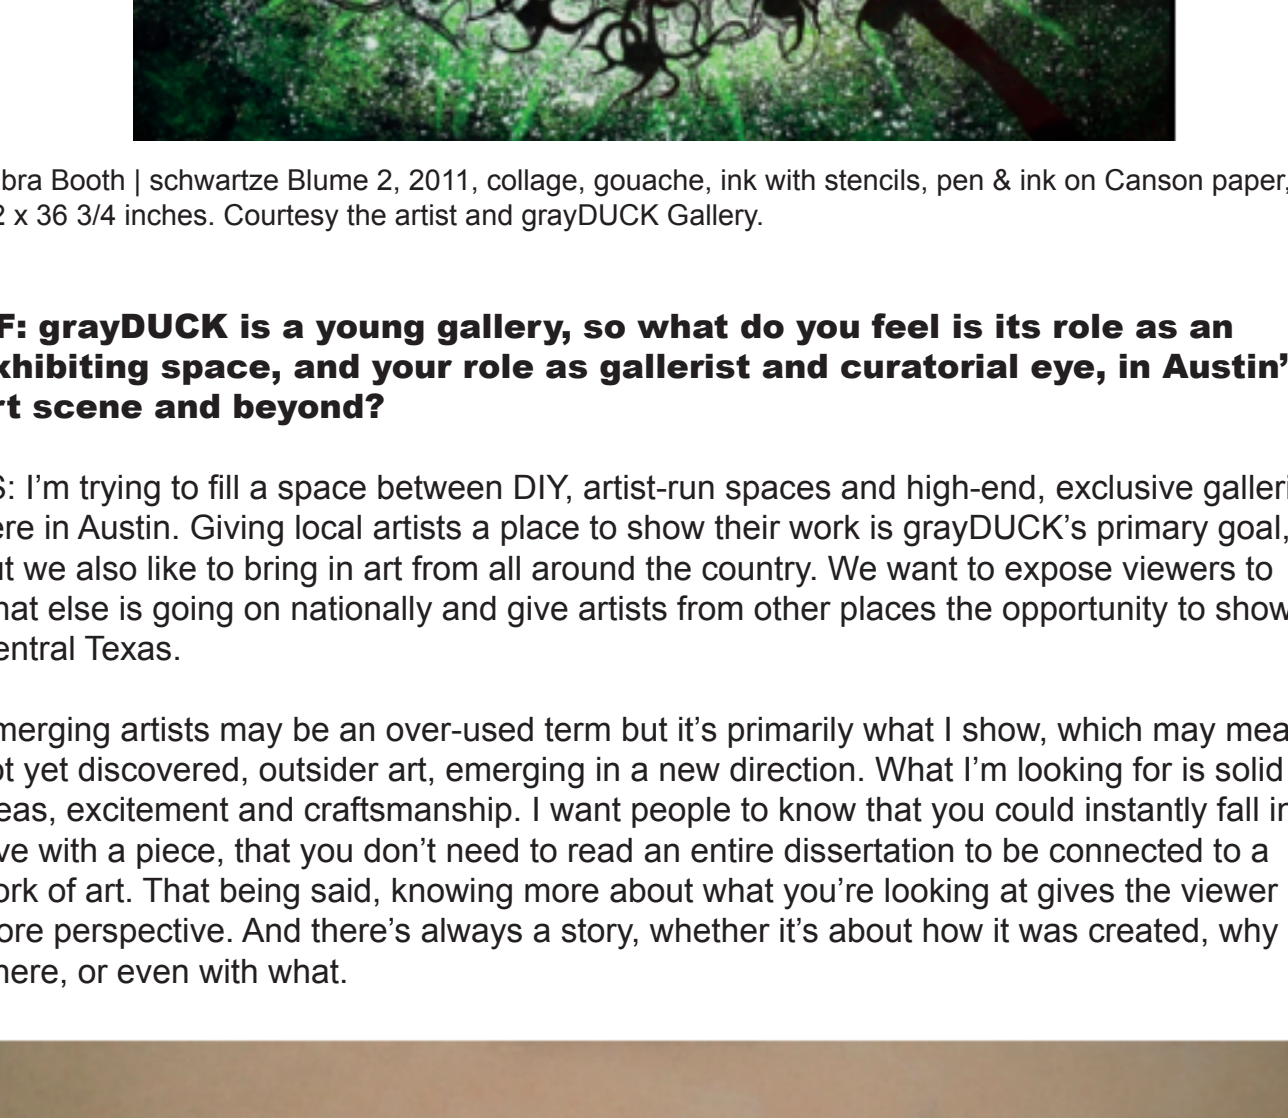 bra Booth | schwartze Blume 2, 2011, collage, gouache, ink with stencils, pen & ink on Canson paper,
2 x 36 3/4 inches. Courtesy the artist and grayDUCK Gallery.
F: grayDUCK is a young gallery, so what do you feel is its role as an
xhibiting space, and your role as gallerist and curatorial eye, in Austin’
rt scene and beyond?
S: I’m trying to fill a space between DIY, artist-run spaces and high-end, exclusive galleri
ere in Austin. Giving local artists a place to show their work is grayDUCK’s primary goal,
ut we also like to bring in art from all around the country. We want to expose viewers to
hat else is going on nationally and give artists from other places the opportunity to show
entral Texas.
merging artists may be an over-used term but it’s primarily what I show, which may mea
ot yet discovered, outsider art, emerging in a new direction. What I’m looking for is solid
eas, excitement and craftsmanship. I want people to know that you could instantly fall in
ve with a piece, that you don’t need to read an entire dissertation to be connected to a
ork of art. That being said, knowing more about what you’re looking at gives the viewer
ore perspective. And there’s always a story, whether it’s about how it was created, why
here, or even with what.